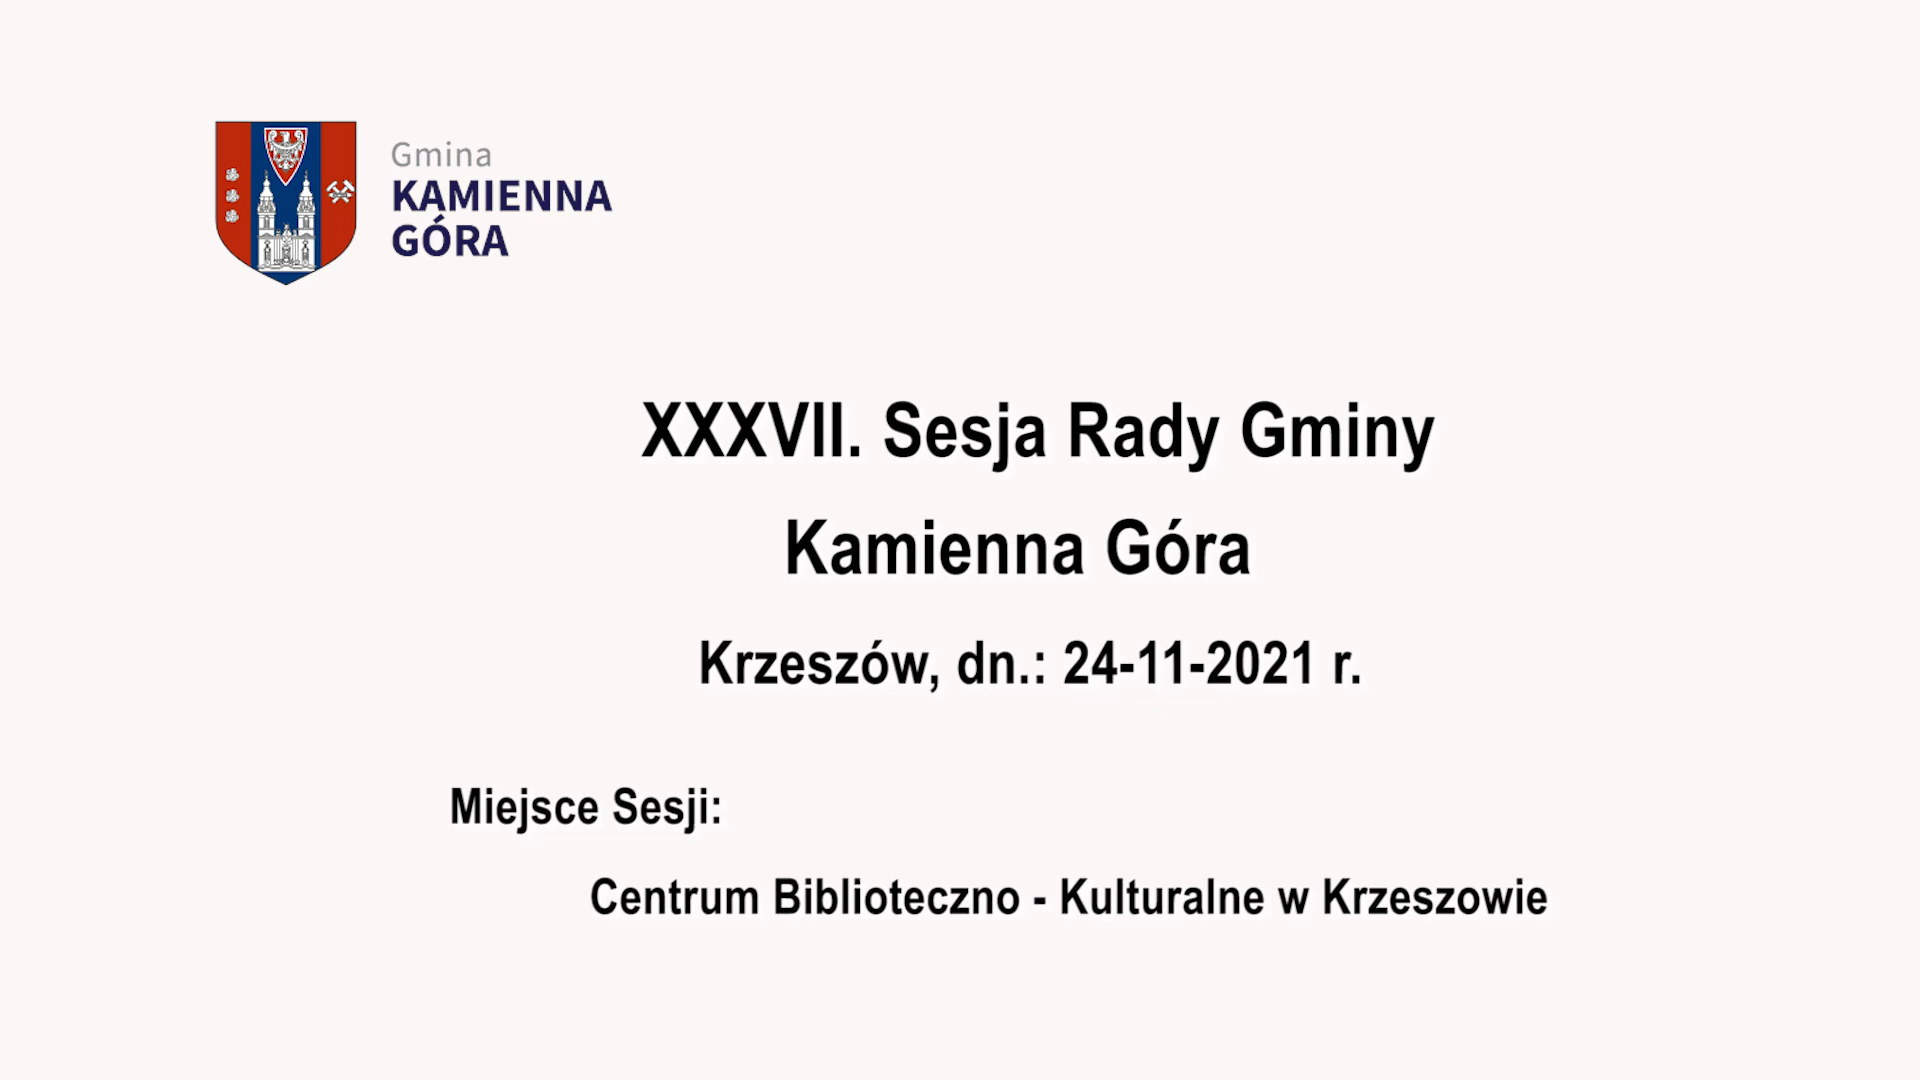 Gmina
KAMIENNA
GÓRA
XXXVII. Sesja Rady Gminy
Kamienna Góra
Krzeszów, dn.: 24-11-2021 r.
Miejsce Sesji:
Centrum Biblioteczno - Kulturalne w Krzeszowie